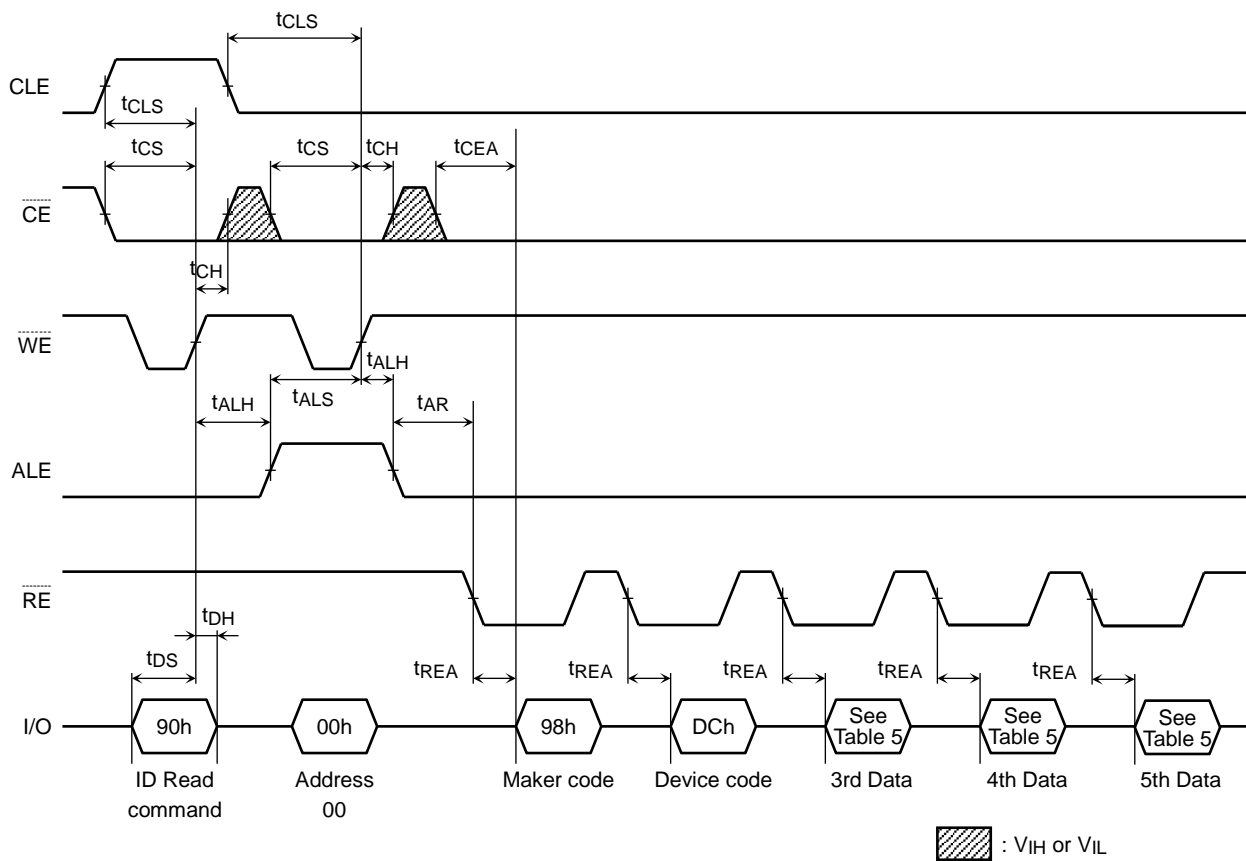 tCLS
CLE
tCLS
tCS
tCS
tCH
tCEA
CE
tCH
WE
tALH
tALH
tALS
tAR
ALE
RE
tDH
tDS
tREA
tREA
tREA
tREA
tREA
I/O
90h
00h
98h
DCh
See
Table 5
See
Table 5
See
Table 5
ID Read
command
Address
00
Maker code
Device code
3rd Data
4th Data
5th Data
: VIH or VIL